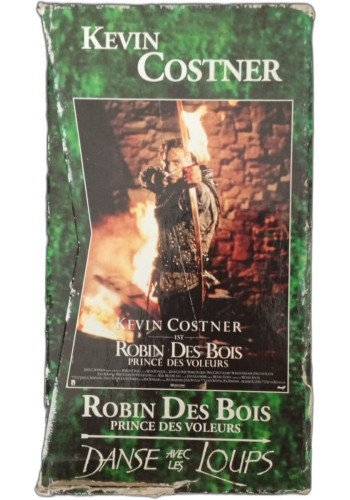 KEVIN
COSTNER
KEVIN COSTNER
EST
ROBIN DES BOIS
PRINCE DES VOLEURS
ROBIN DES BOIS
PRINCE DES VOLEURS
DANSE AVEC LES LOUPS